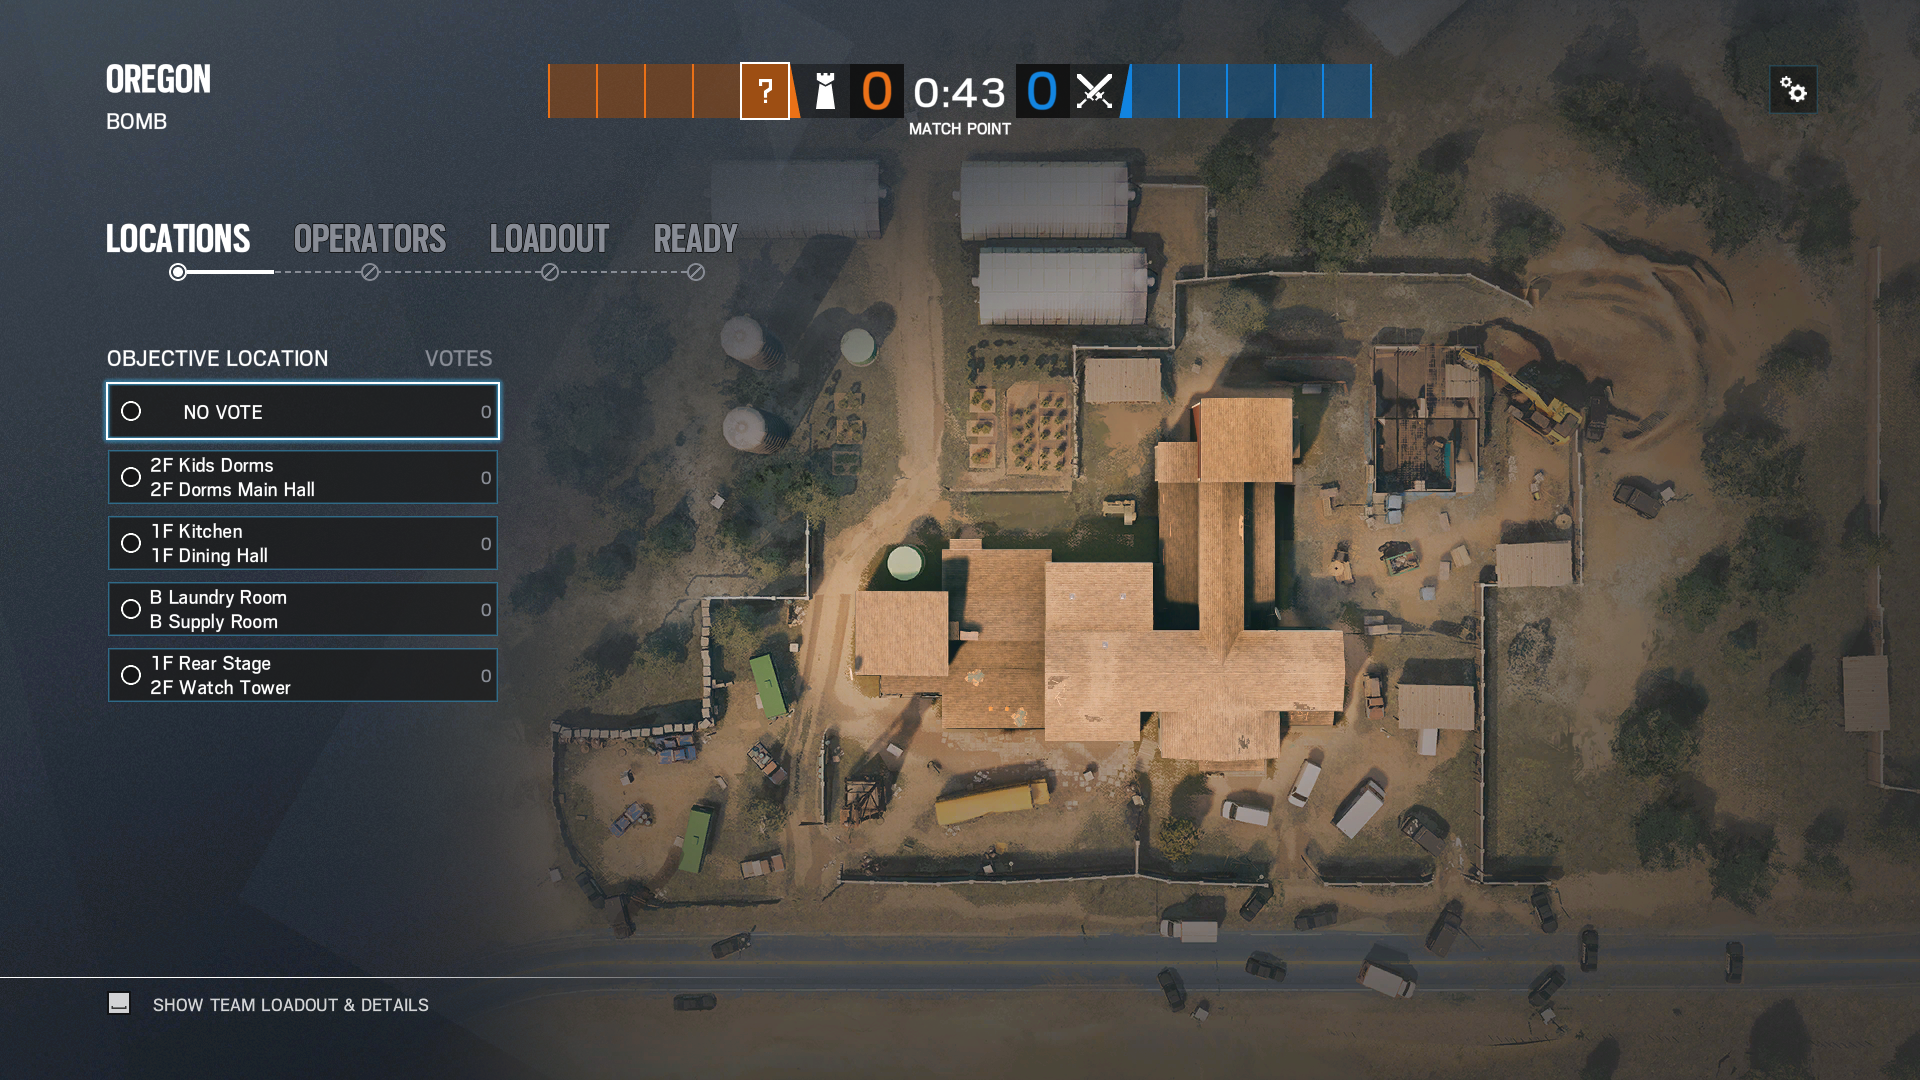 OREGON
BOMB
?
0
0:43
0
MATCH POINT
LOCATIONS
OPERATORS
LOADOUT
READY
OBJECTIVE LOCATION
VOTES
NO VOTE
0
2F Kids Dorms
2F Dorms Main Hall
0
1F Kitchen
1F Dining Hall
0
B Laundry Room
B Supply Room
0
1F Rear Stage
2F Watch Tower
0
SHOW TEAM LOADOUT & DETAILS